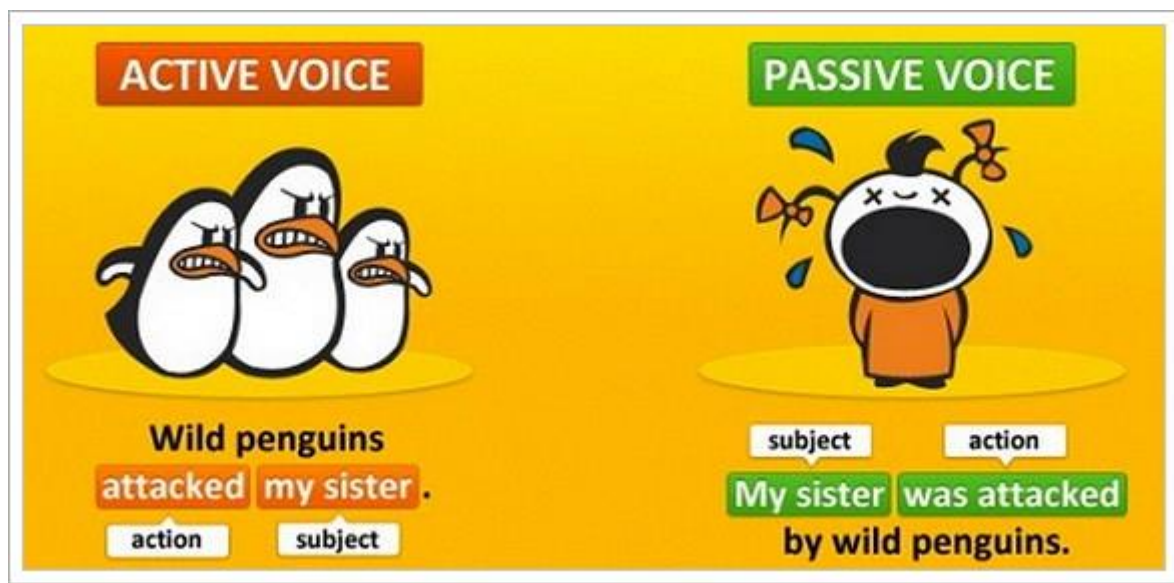 ACTIVE VOICE
Wild penguins
attacked my sister.
action subject
PASSIVE VOICE
subject action
My sister was attacked
by wild penguins.